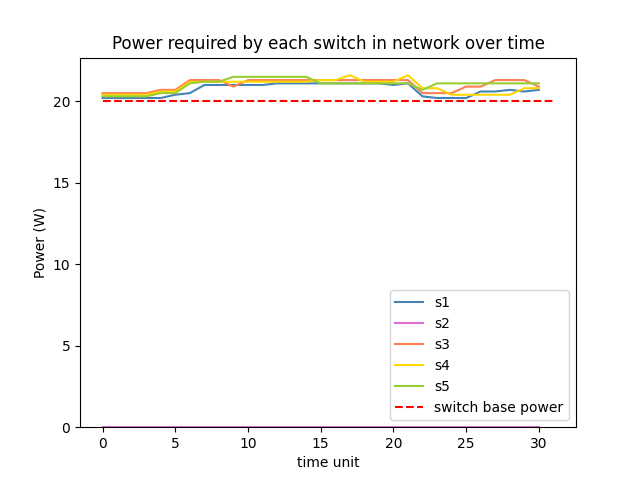 Power required by each switch in network over time
Power (W)
20
15
10
5
0
0 5 10 15 20 25 30
time unit
s1
s2
s3
s4
s5
switch base power